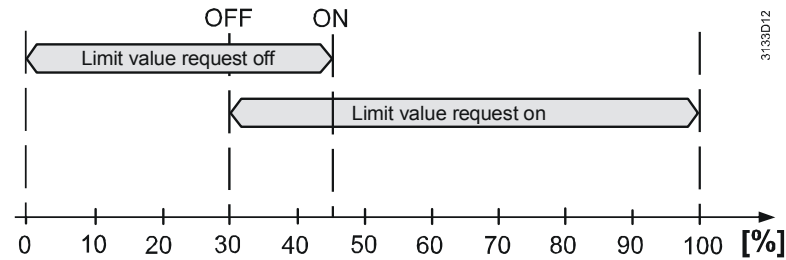 OFF ON
3133D12
Limit value request off
Limit value request on
0 10 20 30 40 50 60 70 80 90 100 [%]